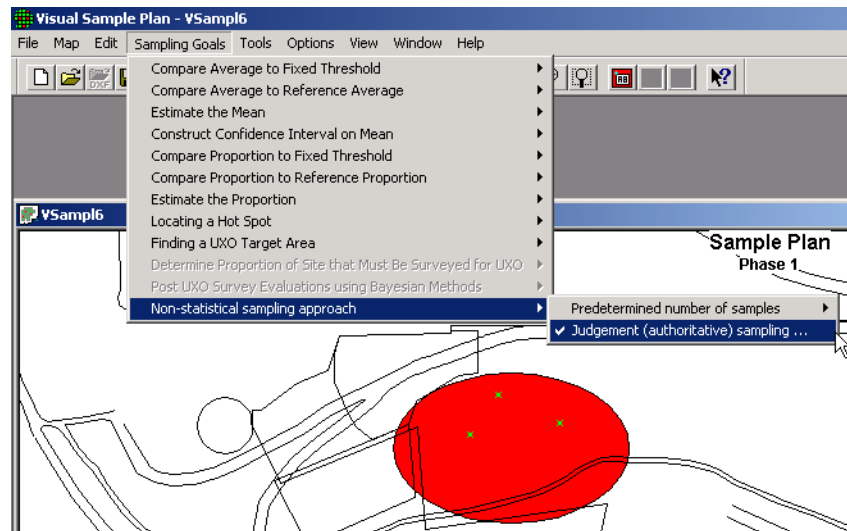 Visual Sample Plan - VSampl6
File Map Edit Sampling Goals Tools Options View Window Help
DXF
Compare Average to Fixed Threshold
Compare Average to Reference Average
Estimate the Mean
Construct Confidence Interval on Mean
Compare Proportion to Fixed Threshold
Compare Proportion to Reference Proportion
Estimate the Proportion
Locating a Hot Spot
Finding a UXO Target Area
Determine Proportion of Site that Must Be Surveyed for UXO
Post UXO Survey Evaluations using Bayesian Methods
Non-statistical sampling approach
Predetermined number of samples
Judgement (authoritative) sampling ...
VSampl6
Sample Plan
Phase 1